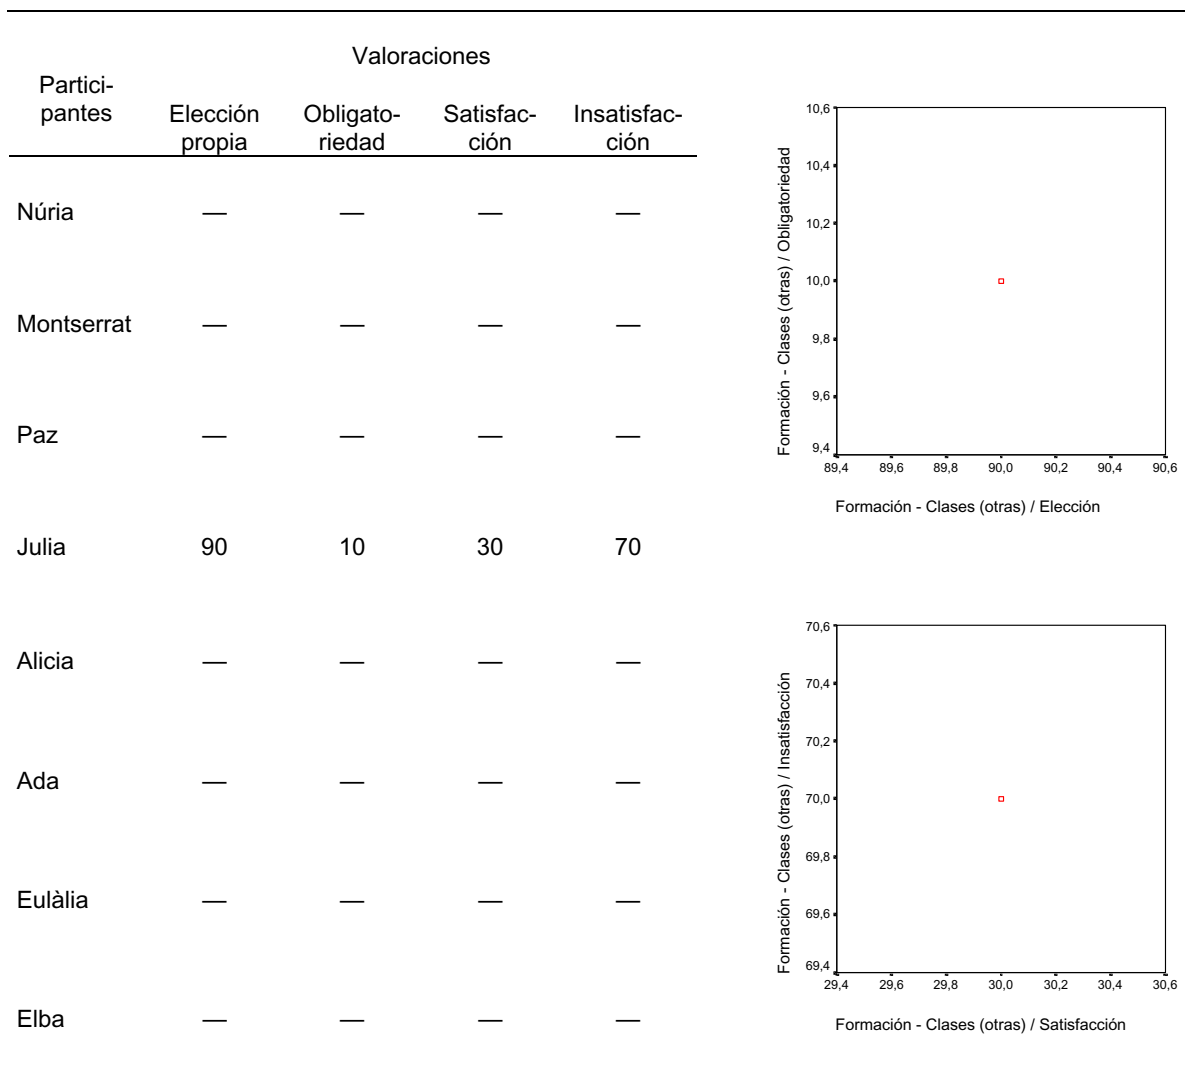 Valoraciones
Partici-
pantes
Elección
propia
Obligato-
riedad
Satisfac-
ción
Insatisfac-
ción
Núria — — — —
Montserrat — — — —
Paz — — — —
Julia 90 10 30 70
Alicia — — — —
Ada — — — —
Eulàlia — — — —
Elba — — — —
Formación - Clases (otras) / Obligatoriedad
10,6
10,4
10,2
10,0
9,8
9,6
9,4
89,4 89,6 89,8 90,0 90,2 90,4 90,6
Formación - Clases (otras) / Elección
Formación - Clases (otras) / Insatisfacción
70,6
70,4
70,2
70,0
69,8
69,6
69,4
29,4 29,6 29,8 30,0 30,2 30,4 30,6
Formación - Clases (otras) / Satisfacción